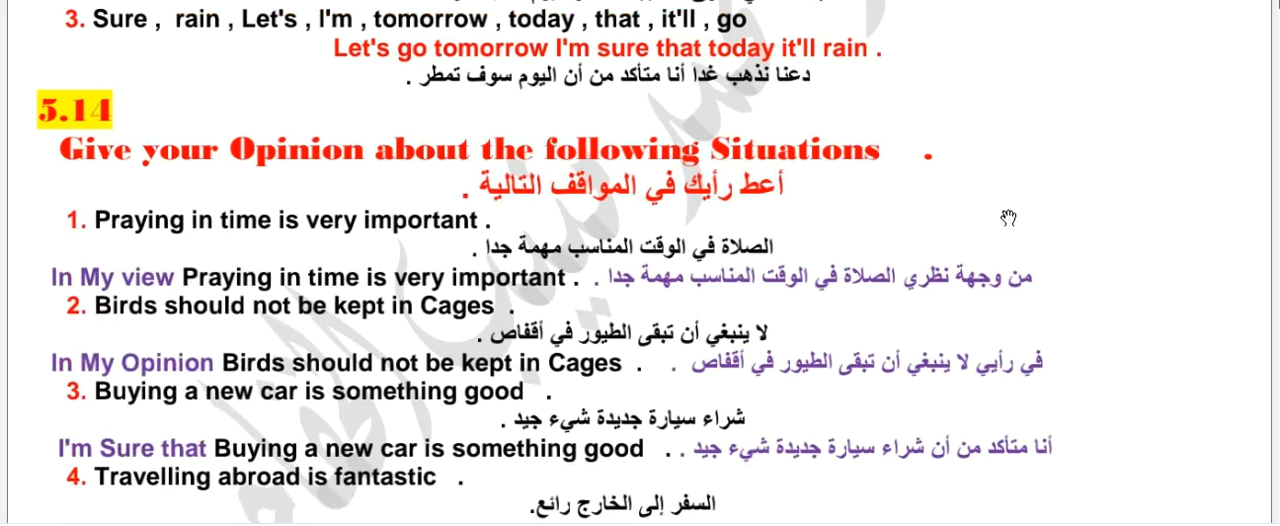 3. Sure , rain , Let's , I'm , tomorrow , today , that , it'll , go
Let's go tomorrow I'm sure that today it'll rain .
دعنا نذهب غدا أنا متأكد من أن اليوم سوف تمطر .
5.14
Give your Opinion about the following Situations .
أعط رأيك في المواقف التالية .
1. Praying in time is very important .
الصلاة في الوقت المناسب مهمة جدا .
In My view Praying in time is very important . . من وجهة نظري الصلاة في الوقت المناسب مهمة جدا
2. Birds should not be kept in Cages .
لا ينبغي أن تبقى الطيور في أقفاص .
In My Opinion Birds should not be kept in Cages . . في رأيي لا ينبغي أن تبقى الطيور في أقفاص
3. Buying a new car is something good .
شراء سيارة جديدة شيء جيد .
I'm Sure that Buying a new car is something good . . أنا متأكد من أن شراء سيارة جديدة شيء جيد
4. Travelling abroad is fantastic .
السفر إلى الخارج رائع.